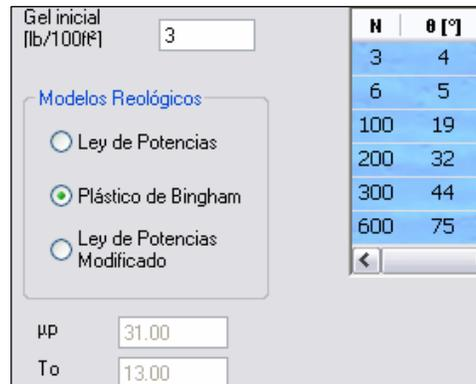 Gel inicial
[lb/100ft²]
3
Modelos Reológicos
Ley de Potencias
Plástico de Bingham
Ley de Potencias
Modificado
µp
31.00
To
13.00
N θ [°]
3 4
6 5
100 19
200 32
300 44
600 75